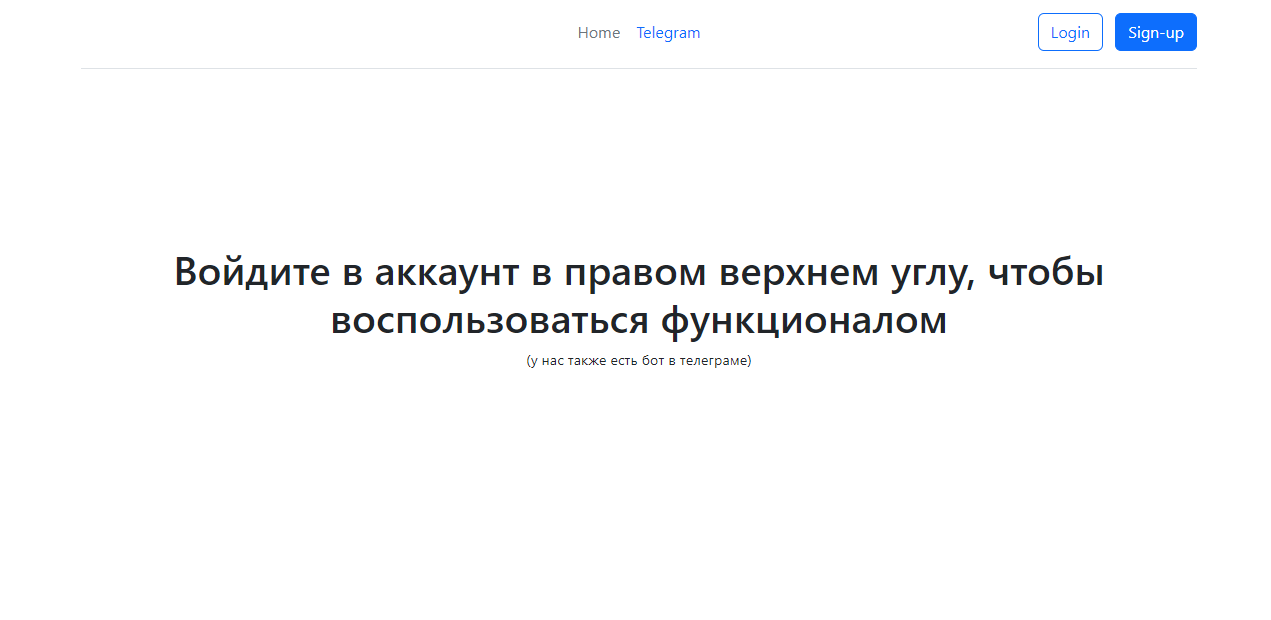 Home Telegram Login Sign-up
Войдите в аккаунт в правом верхнем углу, чтобы
воспользоваться функционалом
(у нас также есть бот в телеграме)